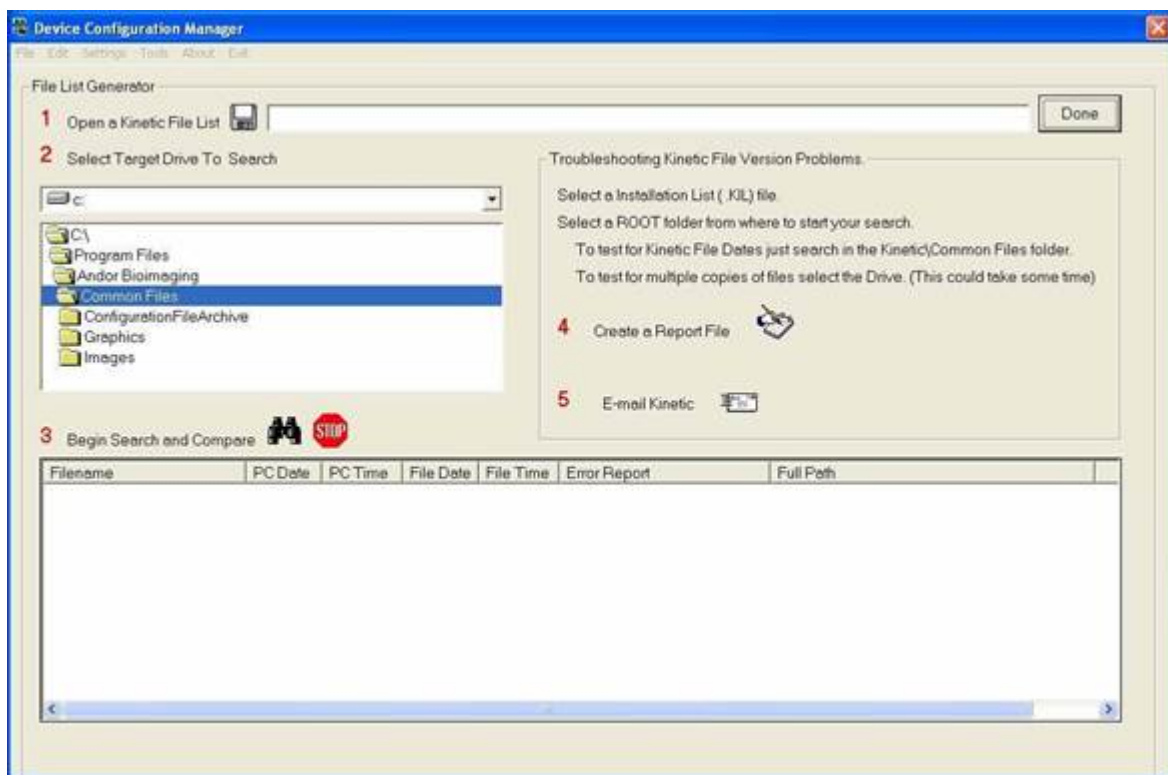 Device Configuration Manager
File Edit Settings Tools About Exit
File List Generator
1 Open a Kinetic File List
Done
2 Select Target Drive To Search
c:
C:\
Program Files
Andor Bioimaging
Common Files
ConfigurationFileArchive
Graphics
Images
Troubleshooting Kinetic File Version Problems.
Select a Installation List ( .KIL) file.
Select a ROOT folder from where to start your search.
To test for Kinetic File Dates just search in the Kinetic\Common Files folder.
To test for multiple copies of files select the Drive. (This could take some time)
4 Create a Report File
5 E-mail Kinetic
3 Begin Search and Compare
STOP
Filename PC Date PC Time File Date File Time Error Report Full Path